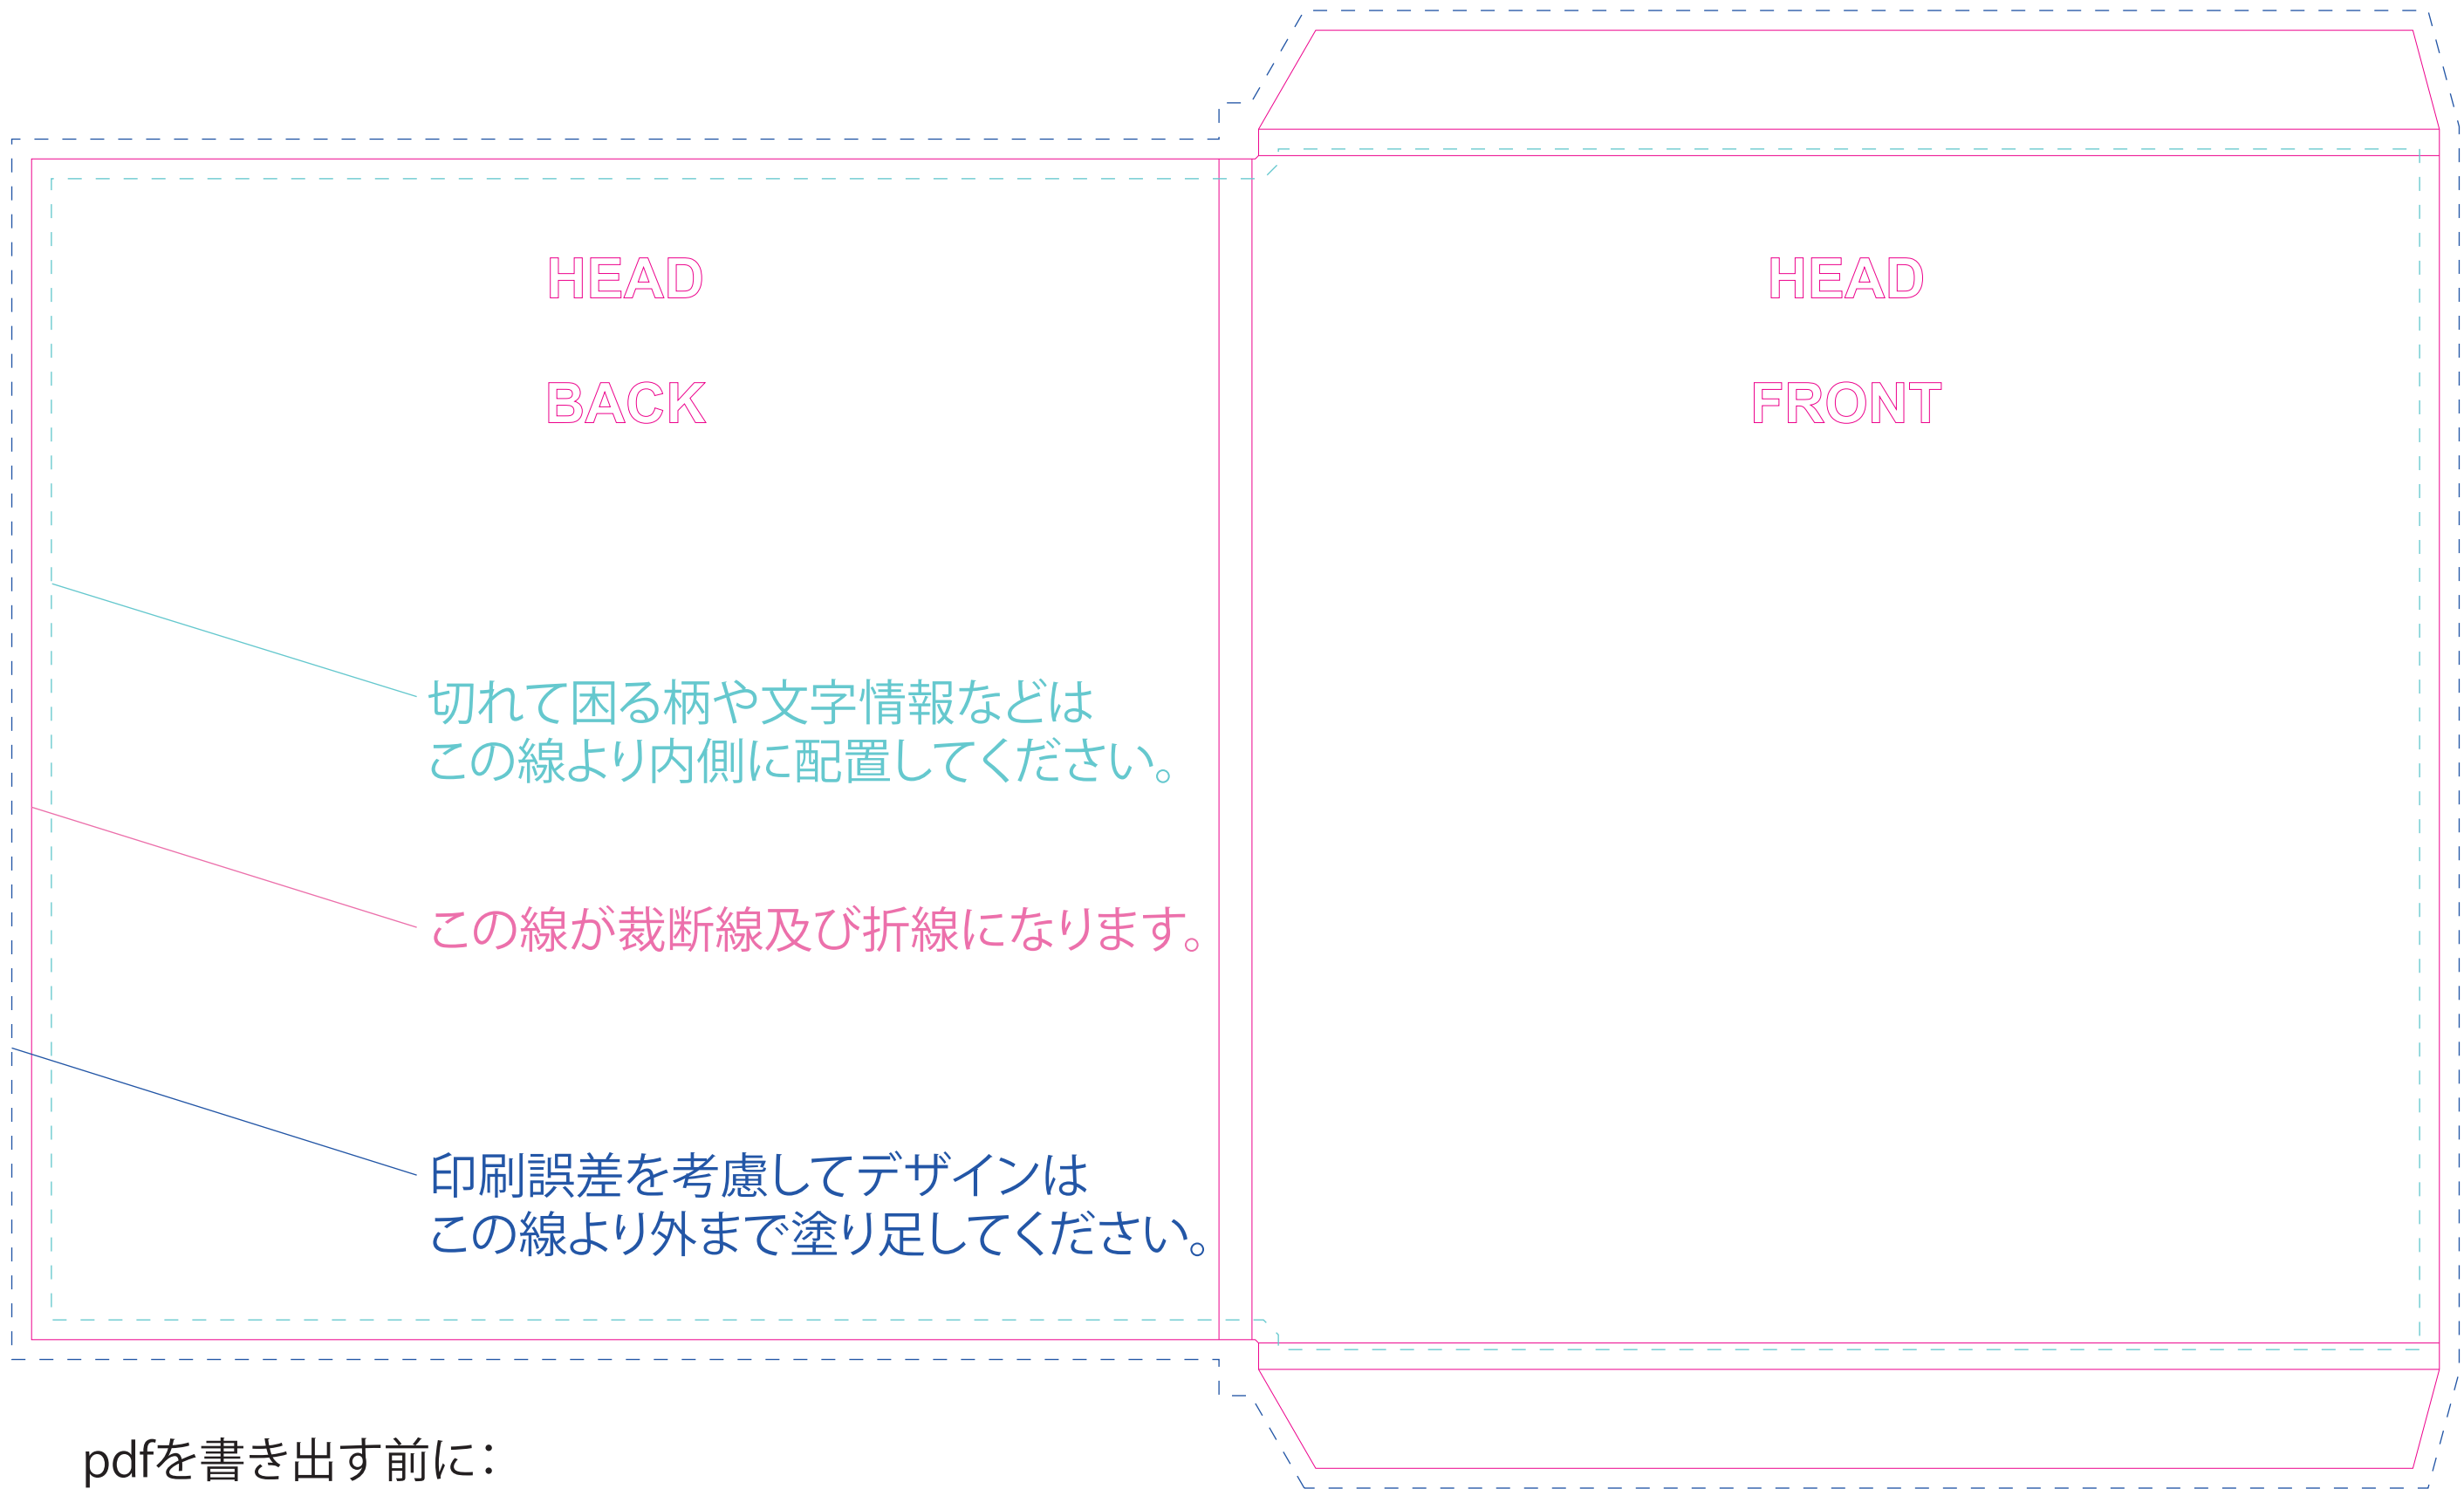 HEAD
BACK
HEAD
FRONT
切れて困る柄や文字情報などは
この線より内側に配置してください。
この線が裁断線及び折線になります。
印刷誤差を考慮してデザインは
この線より外まで塗り足してください。
pdfを書き出す前に：